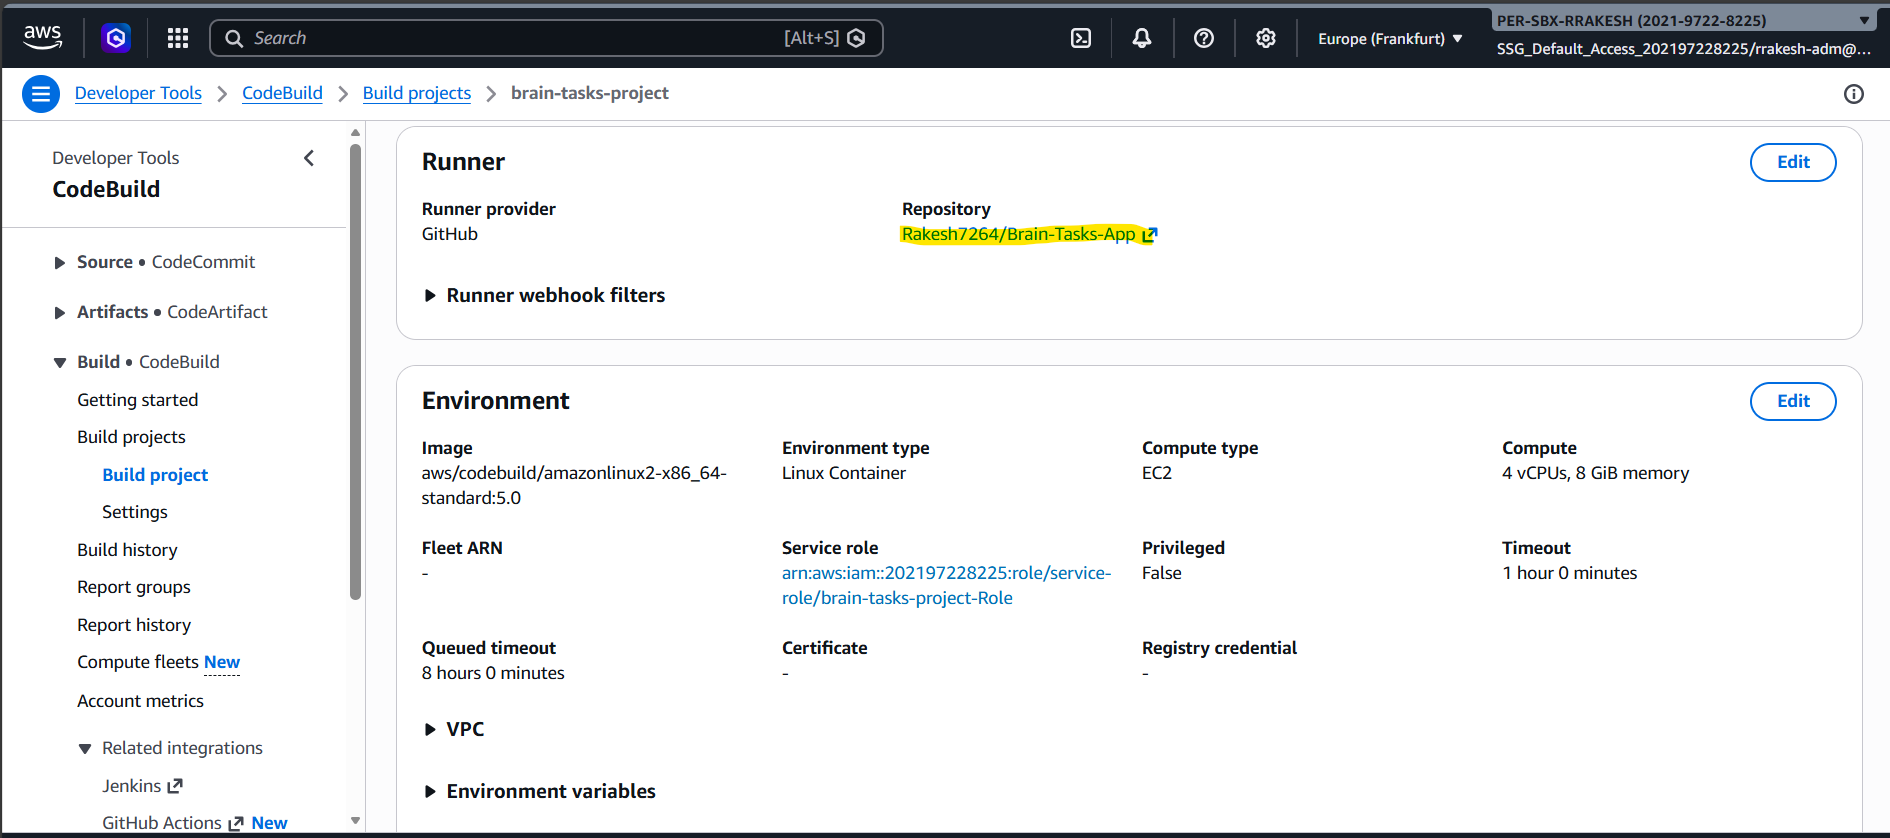 aws
Search
[Alt+S]
Europe (Frankfurt)
PER-SBX-RRAKESH (2021-9722-8225)
SSG_Default_Access_202197228225/rrakesh-adm@...
Developer Tools
CodeBuild
Build projects
brain-tasks-project
Developer Tools
CodeBuild
Source • CodeCommit
Artifacts • CodeArtifact
Build • CodeBuild
Getting started
Build projects
Build project
Settings
Build history
Report groups
Report history
Compute fleets New
Account metrics
Related integrations
Jenkins
GitHub Actions New
Runner
Edit
Runner provider
GitHub
Repository
Rakesh7264/Brain-Tasks-App
Runner webhook filters
Environment
Edit
Image
aws/codebuild/amazonlinux2-x86_64-
standard:5.0
Environment type
Linux Container
Compute type
EC2
Compute
4 vCPUs, 8 GiB memory
Fleet ARN
-
Service role
arn:aws:iam::202197228225:role/service-
role/brain-tasks-project-Role
Privileged
False
Timeout
1 hour 0 minutes
Queued timeout
8 hours 0 minutes
Certificate
-
Registry credential
-
VPC
Environment variables